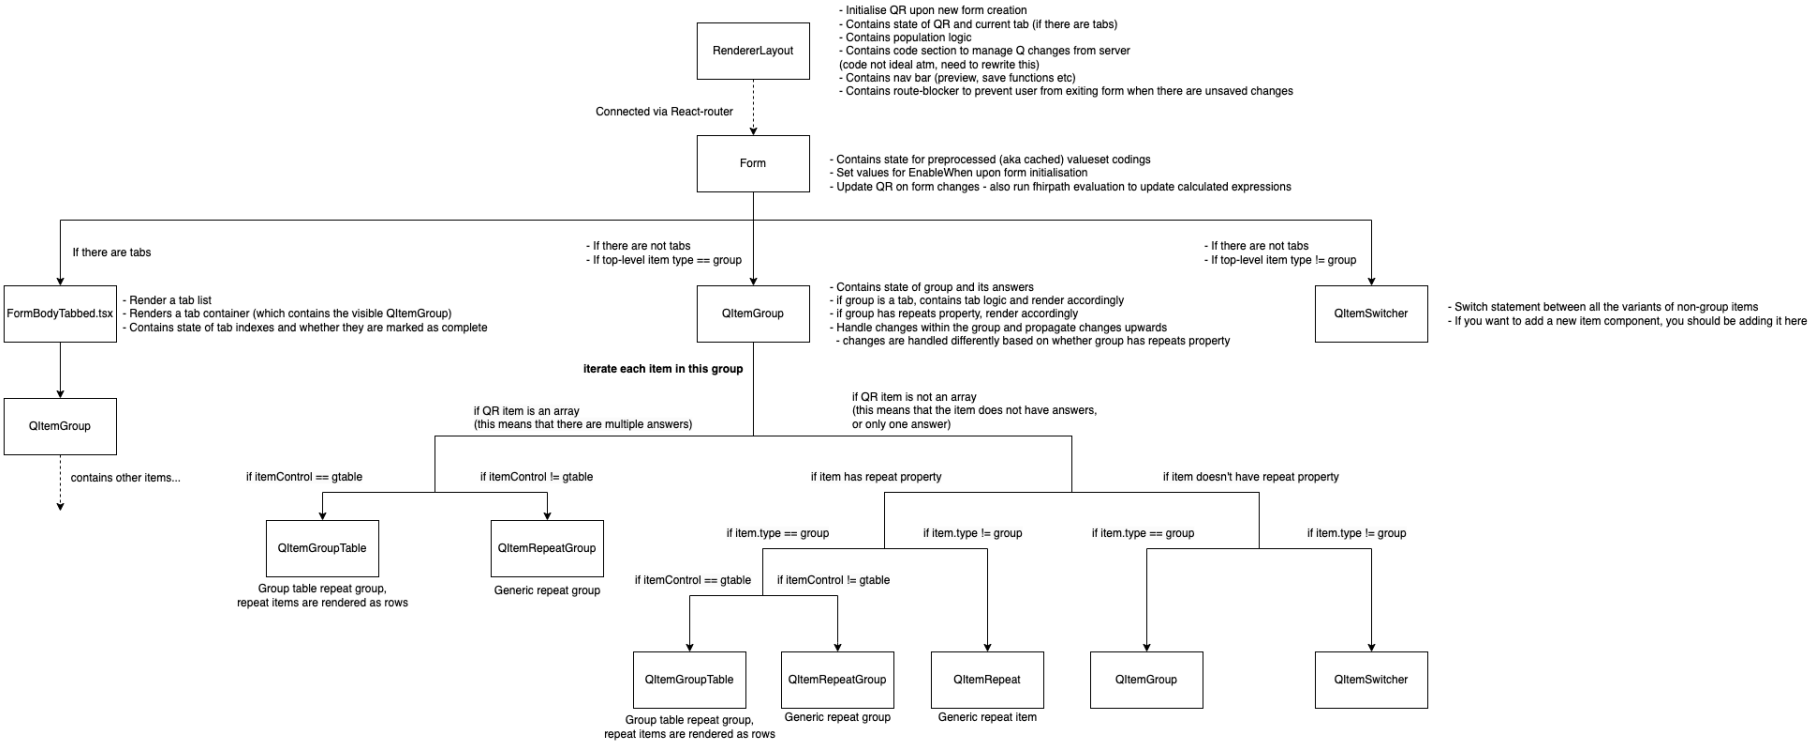 RendererLayout
- Initialise QR upon new form creation
- Contains state of QR and current tab (if there are tabs)
- Contains population logic
- Contains code section to manage Q changes from server
(code not ideal atm, need to rewrite this)
- Contains nav bar (preview, save functions etc)
- Contains route-blocker to prevent user from exiting form when there are unsaved changes
Connected via React-router
Form
- Contains state for preprocessed (aka cached) valueset codings
- Set values for EnableWhen upon form initialisation
- Update QR on form changes - also run fhirpath evaluation to update calculated expressions
If there are tabs
- If there are not tabs
- If top-level item type == group
- If there are not tabs
- If top-level item type != group
FormBodyTabbed.tsx
- Render a tab list
- Renders a tab container (which contains the visible QItemGroup)
- Contains state of tab indexes and whether they are marked as complete
QItemGroup
- Contains state of group and its answers
- if group is a tab, contains tab logic and render accordingly
- if group has repeats property, render accordingly
- Handle changes within the group and propagate changes upwards
- changes are handled differently based on whether group has repeats property
QItemSwitcher
- Switch statement between all the variants of non-group items
- If you want to add a new item component, you should be adding it here
iterate each item in this group
QItemGroup
contains other items...
if QR item is an array
(this means that there are multiple answers)
if QR item is not an array
(this means that the item does not have answers,
or only one answer)
if itemControl == gtable
if itemControl != gtable
if item has repeat property
if item doesn't have repeat property
QItemGroupTable
Group table repeat group,
repeat items are rendered as rows
QItemRepeatGroup
Generic repeat group
if item.type == group
if item.type != group
if item.type == group
if item.type != group
if itemControl == gtable
if itemControl != gtable
QItemGroupTable
Group table repeat group,
repeat items are rendered as rows
QItemRepeatGroup
Generic repeat group
QItemRepeat
Generic repeat item
QItemGroup
QItemSwitcher